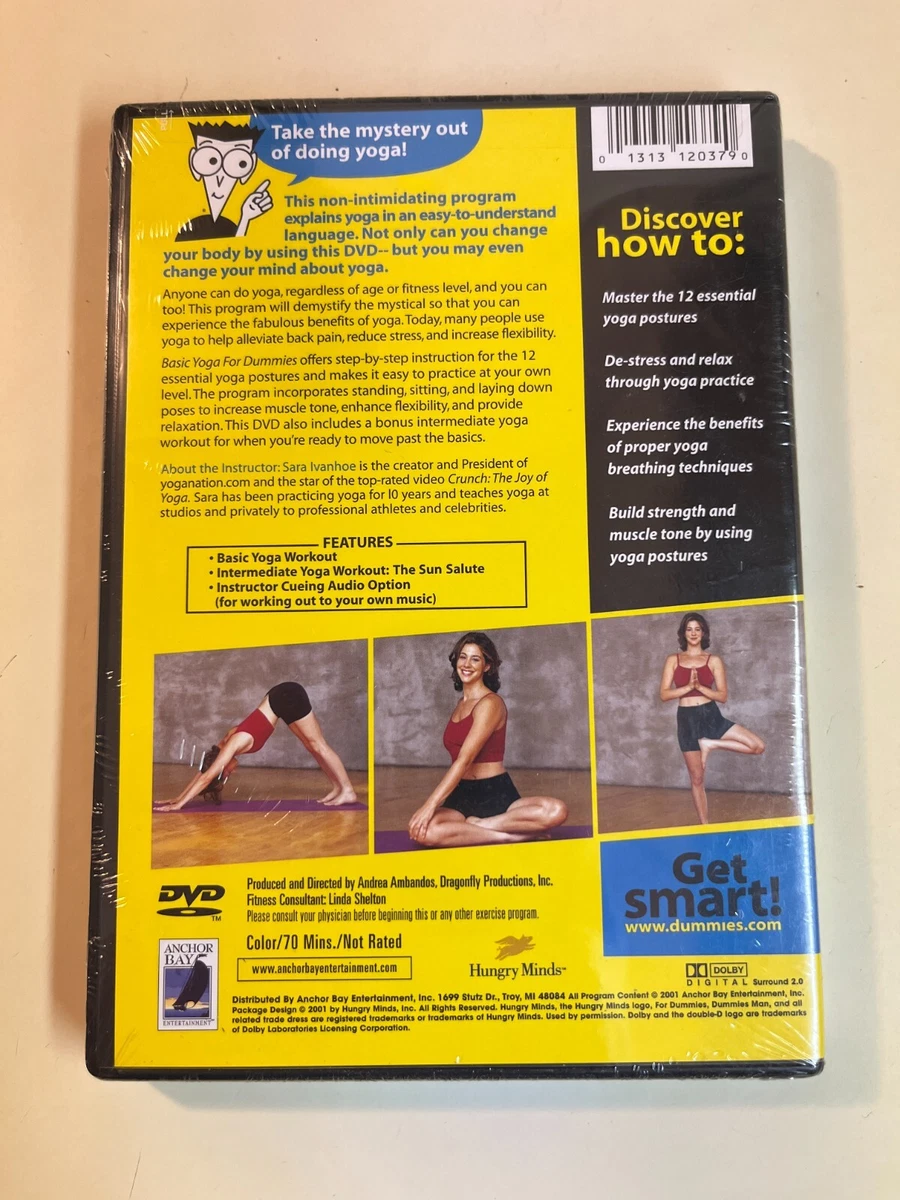 Take the mystery out
of doing yoga!
This non-intimidating program
explains yoga in an easy-to-understand
language. Not only can you change
your body by using this DVD-- but you may even
change your mind about yoga.
Anyone can do yoga, regardless of age or fitness level, and you can
too! This program will demystify the mystical so that you can
experience the fabulous benefits of yoga. Today, many people use
yoga to help alleviate back pain, reduce stress, and increase flexibility.
Basic Yoga For Dummies offers step-by-step instruction for the 12
essential yoga postures and makes it easy to practice at your own
level. The program incorporates standing, sitting, and laying down
poses to increase muscle tone, enhance flexibility, and provide
relaxation. This DVD also includes a bonus intermediate yoga
workout for when you're ready to move past the basics.
About the Instructor: Sara Ivanhoe is the creator and President of
yoganation.com and the star of the top-rated video Crunch: The Joy of
Yoga. Sara has been practicing yoga for 10 years and teaches yoga at
studios and privately to professional athletes and celebrities.
FEATURES
• Basic Yoga Workout
• Intermediate Yoga Workout: The Sun Salute
• Instructor Cueing Audio Option
(for working out to your own music)
0 1313 120379 0
Discover
how to:
Master the 12 essential
yoga postures
De-stress and relax
through yoga practice
Experience the benefits
of proper yoga
breathing techniques
Build strength and
muscle tone by using
yoga postures
Get
smart!
www.dummies.com
DVD
TM
Produced and Directed by Andrea Ambandos, Dragonfly Productions, Inc.
Fitness Consultant: Linda Shelton
Please consult your physician before beginning this or any other exercise program.
Color/70 Mins./Not Rated
www.anchorbayentertainment.com
ANCHOR
BAY
ENTERTAINMENT
Hungry Minds™
DOLBY
DIGITAL Surround 2.0
Distributed By Anchor Bay Entertainment, Inc. 1699 Stutz Dr., Troy, MI 48084 All Program Content © 2001 Anchor Bay Entertainment, Inc.
Package Design © 2001 by Hungry Minds, Inc. All Rights Reserved. Hungry Minds, the Hungry Minds logo, For Dummies, Dummies Man, and all
related trade dress are registered trademarks or trademarks of Hungry Minds. Used by permission. Dolby and the double-D logo are trademarks
of Dolby Laboratories Licensing Corporation.